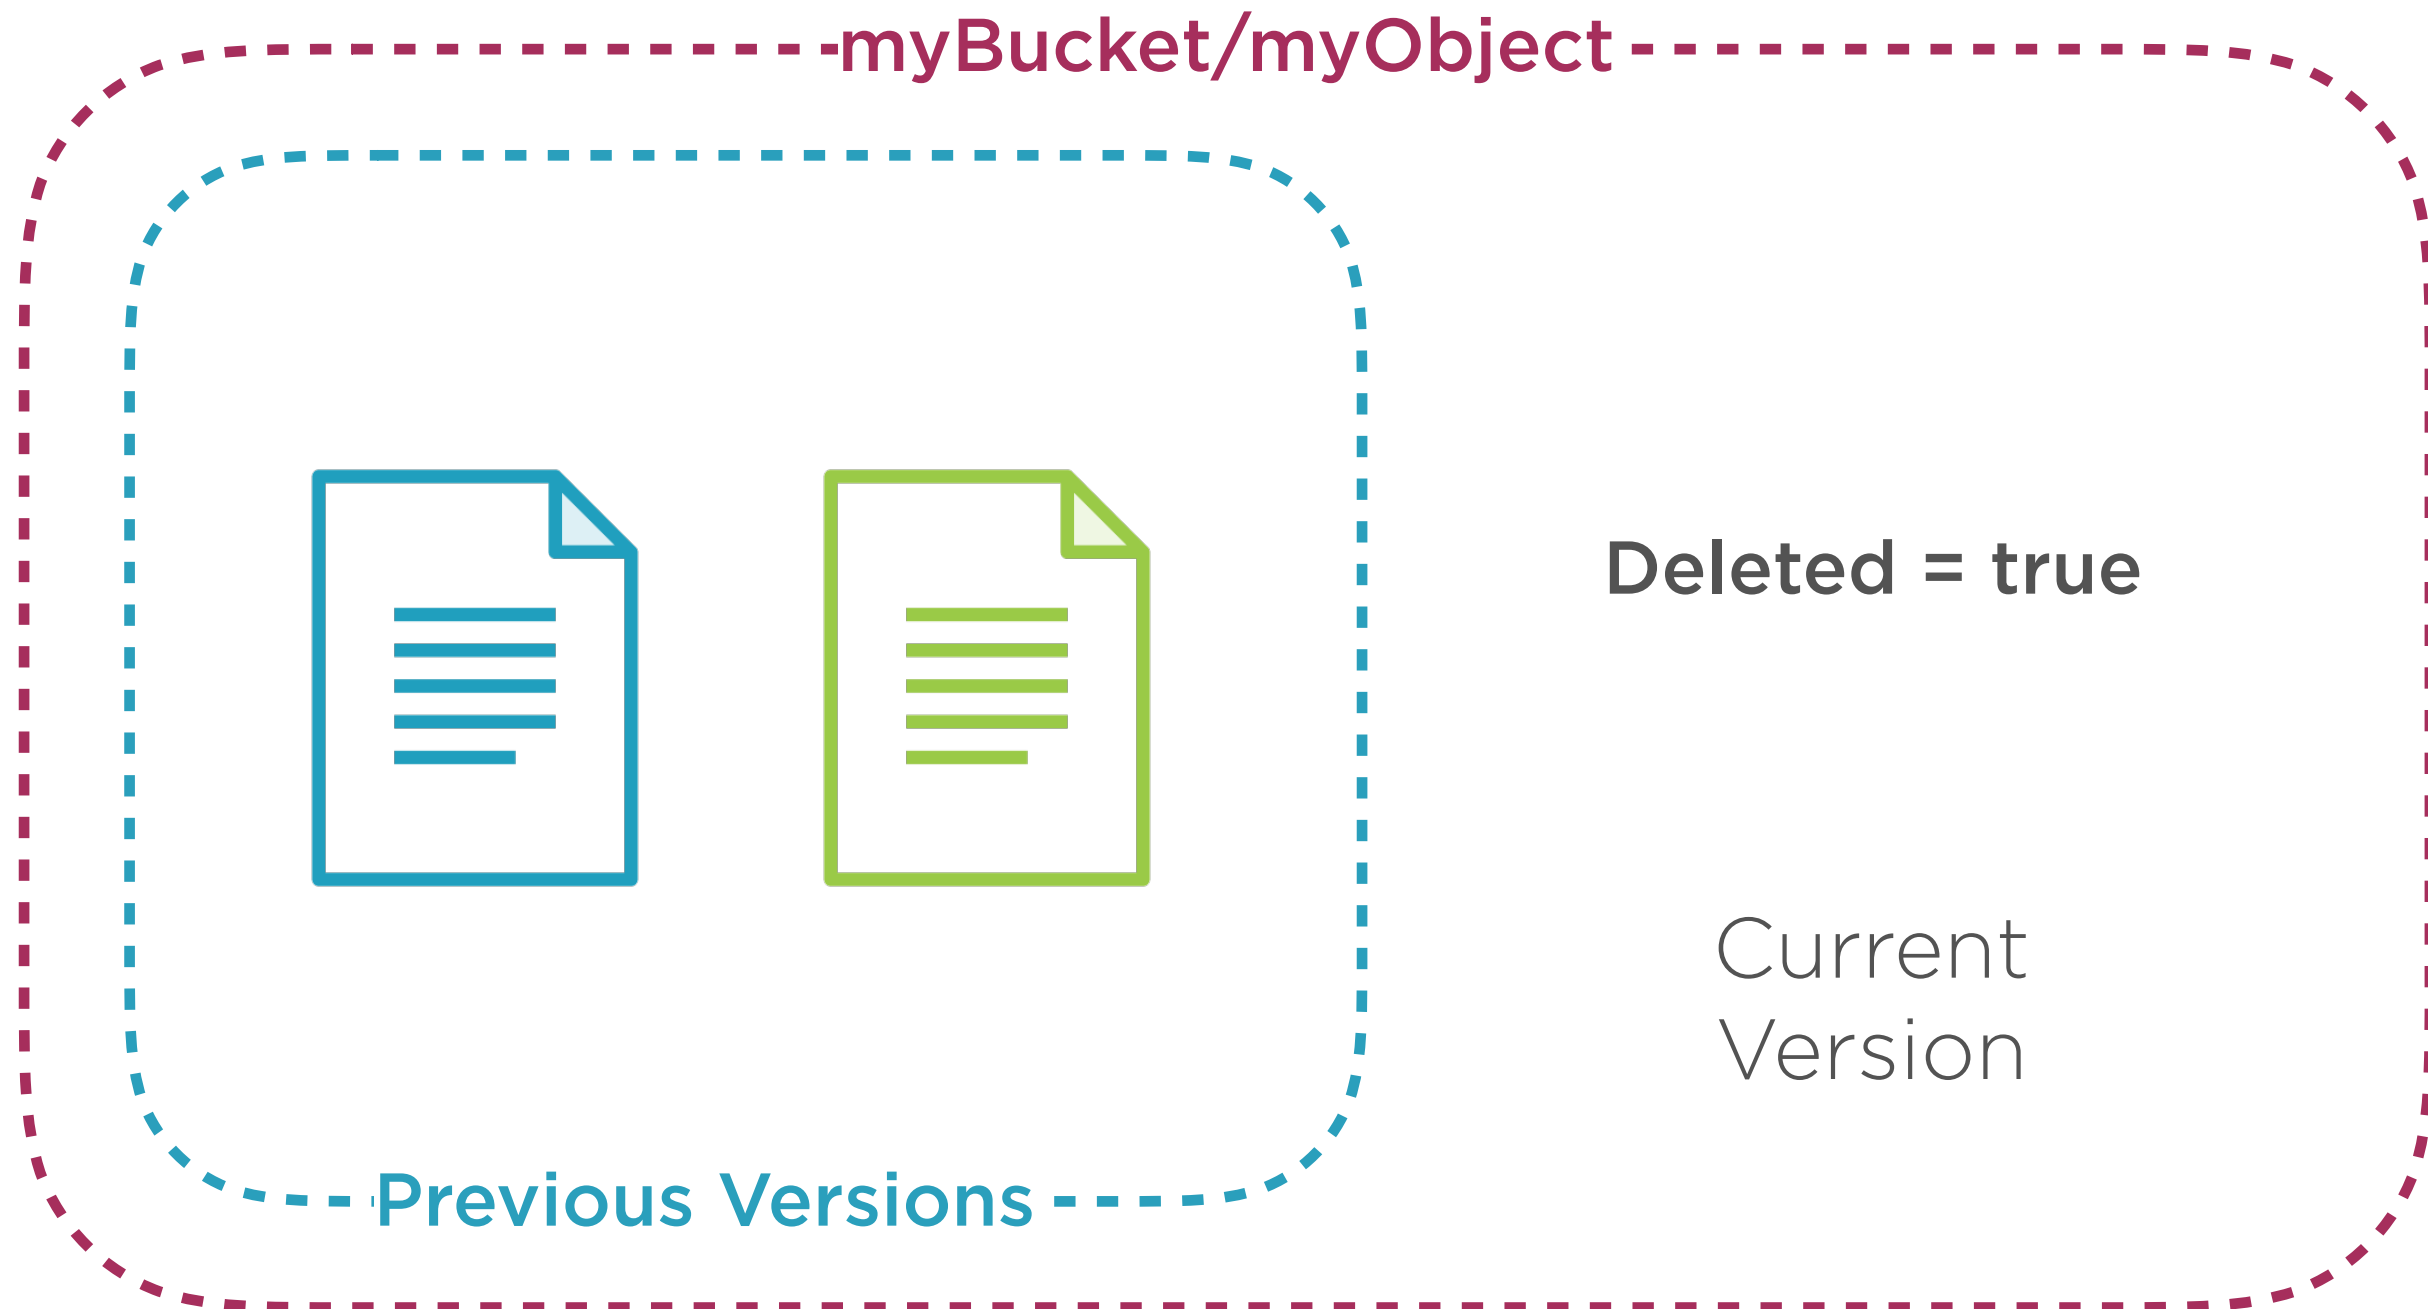 myBucket/myObject
Deleted = true
Current
Version
Previous Versions